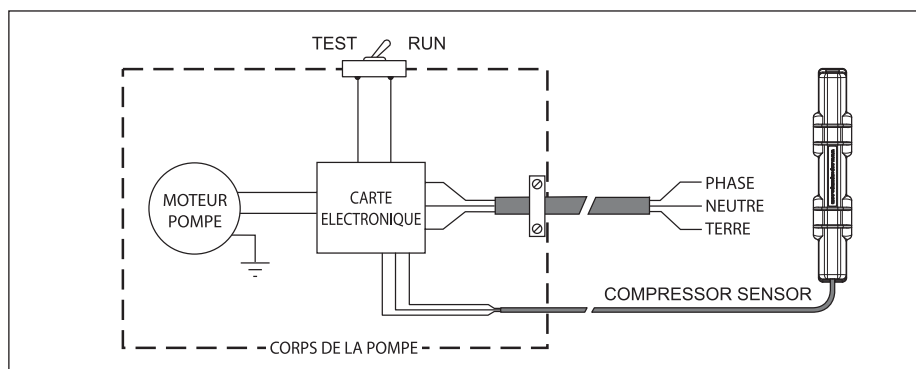 TEST RUN
MOTEUR
POMPE
CARTE
ELECTRONIQUE
PHASE
NEUTRE
TERRE
COMPRESSOR SENSOR
CORPS DE LA POMPE